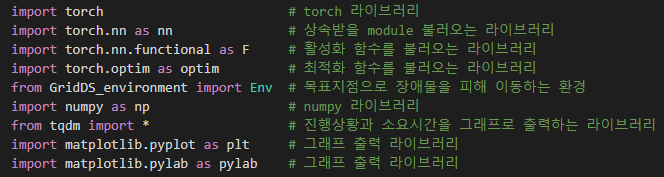 import torch # torch 라이브러리
import torch.nn as nn # 상속받을 module 불러오는 라이브러리
import torch.nn.functional as F # 활성화 함수를 불러오는 라이브러리
import torch.optim as optim # 최적화 함수를 불러오는 라이브러리
from GridDS_environment import Env # 목표지점으로 장애물을 피해 이동하는 환경
import numpy as np # numpy 라이브러리
from tqdm import * # 진행상황과 소요시간을 그래프로 출력하는 라이브러리
import matplotlib.pyplot as plt # 그래프 출력 라이브러리
import matplotlib.pylab as pylab # 그래프 출력 라이브러리